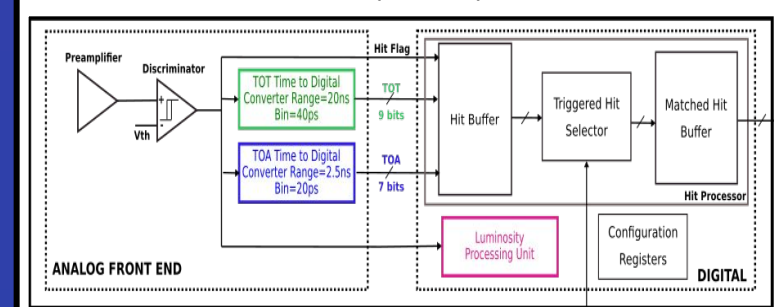 Preamplifier
Discriminator
+
-
Vth
TOT Time to Digital
Converter Range=20ns
Bin=40ps
TOA Time to Digital
Converter Range=2.5ns
Bin=20ps
ANALOG FRONT END
Hit Flag
TOT
9 bits
TOA
7 bits
Hit Buffer
Triggered Hit
Selector
Matched Hit
Buffer
Hit Processor
Luminosity
Processing Unit
Configuration
Registers
DIGITAL